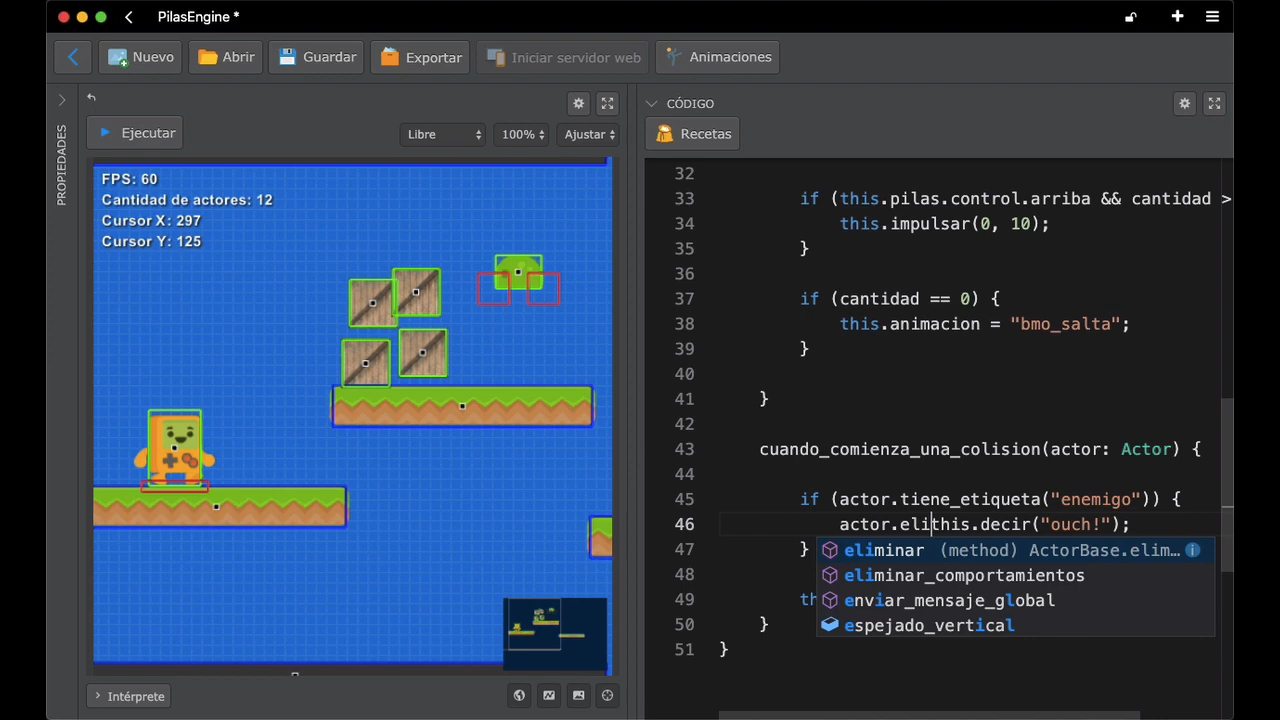 PilasEngine *
Nuevo
Abrir
Guardar
Exportar
Iniciar servidor web
Animaciones
PROPIEDADES
Ejecutar
Libre
100%
Ajustar
FPS: 60
Cantidad de actores: 12
Cursor X: 297
Cursor Y: 125
Intérprete
CÓDIGO
Recetas
32
33 if (this.pilas.control.arriba && cantidad >
34 this.impulsar(0, 10);
35 }
36
37 if (cantidad == 0) {
38 this.animacion = "bmo_salta";
39 }
40
41 }
42
43 cuando_comienza_una_colision(actor: Actor) {
44
45 if (actor.tiene_etiqueta("enemigo")) {
46 actor.elithis.decir("ouch!");
47 }
eliminar (method) ActorBase.elim…
48
eliminar_comportamientos
49 th
enviar_mensaje_global
50 }
espejado_vertical
51 }